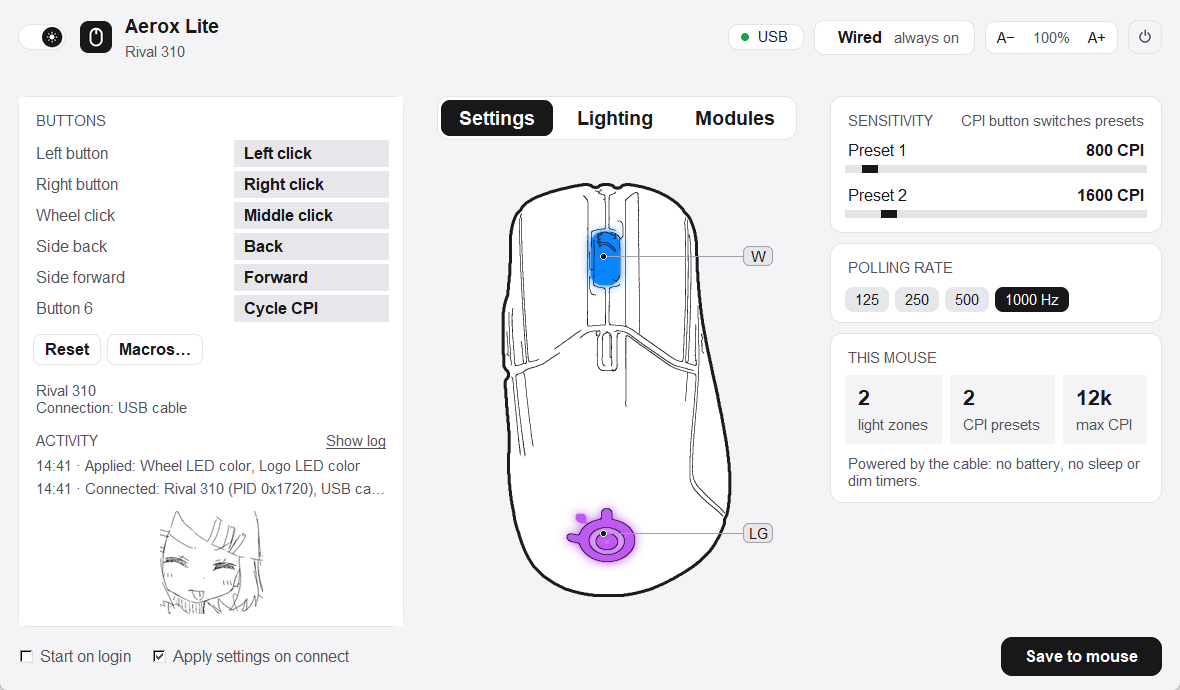 Aerox Lite
Rival 310
USB
Wired always on
A− 100% A+
BUTTONS
Left button Left click
Right button Right click
Wheel click Middle click
Side back Back
Side forward Forward
Button 6 Cycle CPI
Reset Macros…
Rival 310
Connection: USB cable
ACTIVITY Show log
14:41 · Applied: Wheel LED color, Logo LED color
14:41 · Connected: Rival 310 (PID 0x1720), USB ca…
Settings Lighting Modules
W
LG
SENSITIVITY CPI button switches presets
Preset 1 800 CPI
Preset 2 1600 CPI
POLLING RATE
125 250 500 1000 Hz
THIS MOUSE
2 2 12k
light zones CPI presets max CPI
Powered by the cable: no battery, no sleep or
dim timers.
Start on login Apply settings on connect
Save to mouse